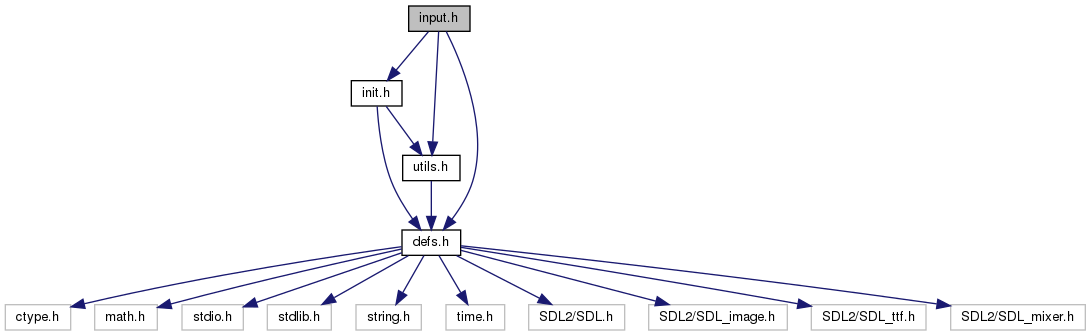 input.h
init.h
utils.h
defs.h
ctype.h
math.h
stdio.h
stdlib.h
string.h
time.h
SDL2/SDL.h
SDL2/SDL_image.h
SDL2/SDL_ttf.h
SDL2/SDL_mixer.h